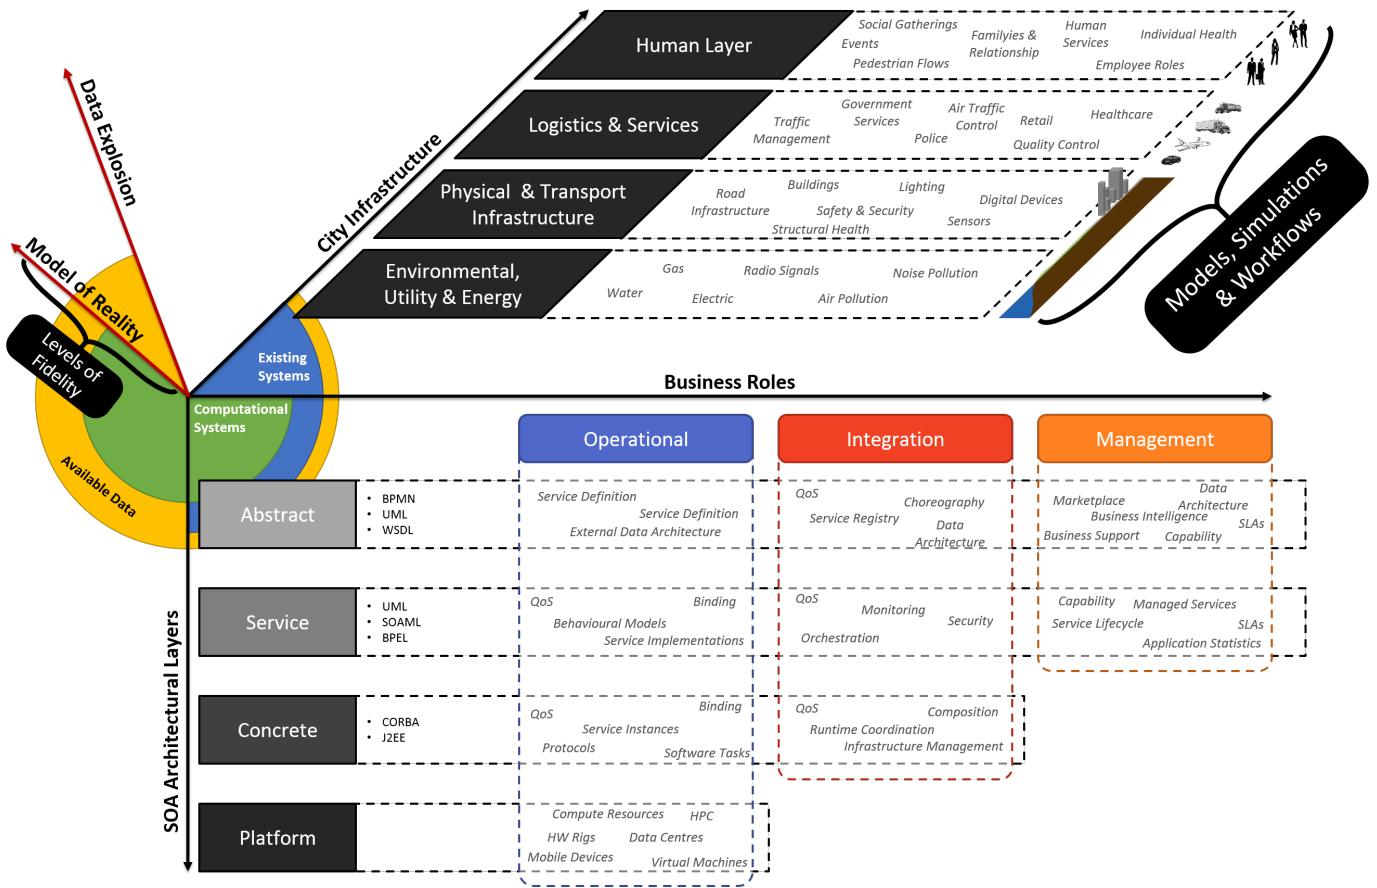 Human Layer
Social Gatherings
Events
Pedestrian Flows
Familyies &
Relationship
Human
Services
Individual Health
Employee Roles
Logistics & Services
Traffic
Management
Government
Services
Police
Air Traffic
Control
Retail
Quality Control
Healthcare
Physical & Transport
Infrastructure
Road
Infrastructure
Buildings
Safety & Security
Structural Health
Lighting
Sensors
Digital Devices
Environmental,
Utility & Energy
Water
Gas
Electric
Radio Signals
Air Pollution
Noise Pollution
City Infrastructure
Models, Simulations
& Workflows
Data Explosion
Model of Reality
Levels of
Fidelity
Existing
Systems
Computational
Systems
Available Data
Business Roles
Operational
Integration
Management
SOA Architectural Layers
Abstract
• BPMN
• UML
• WSDL
Service Definition
Service Definition
External Data Architecture
QoS
Choreography
Service Registry
Data
Architecture
Data
Architecture
Marketplace
Business Intelligence
SLAs
Business Support
Capability
Service
• UML
• SOAML
• BPEL
QoS
Binding
Behavioural Models
Service Implementations
QoS
Monitoring
Security
Orchestration
Capability
Managed Services
Service Lifecycle
SLAs
Application Statistics
Concrete
• CORBA
• J2EE
QoS
Binding
Service Instances
Protocols
Software Tasks
QoS
Composition
Runtime Coordination
Infrastructure Management
Platform
Compute Resources
HPC
HW Rigs
Data Centres
Mobile Devices
Virtual Machines